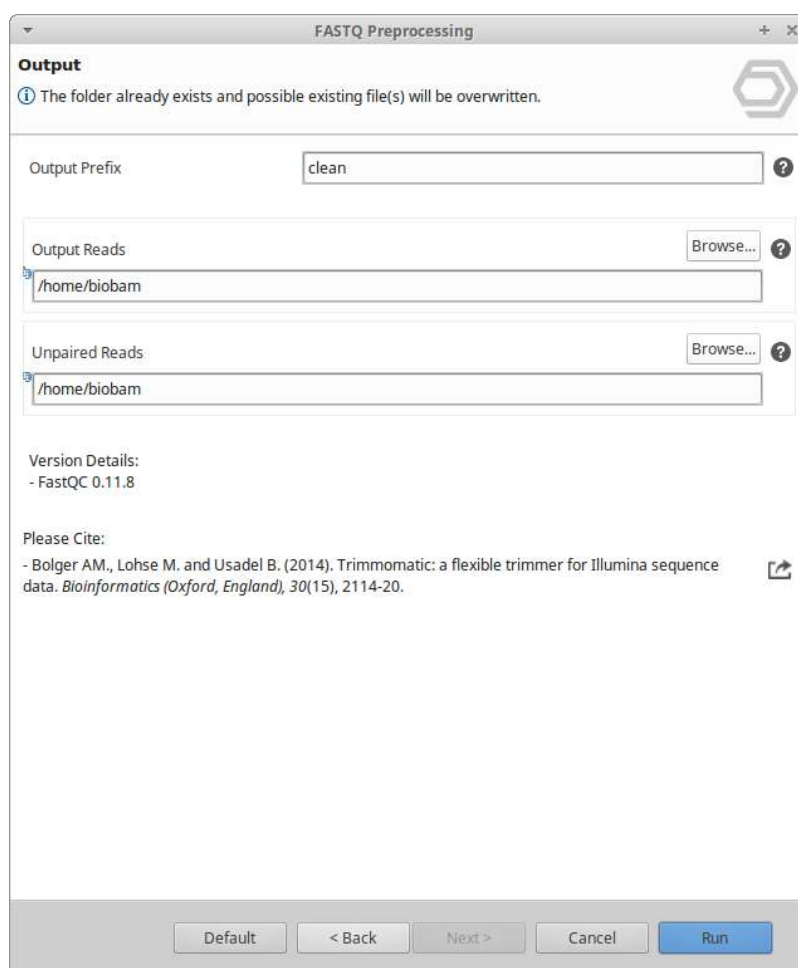 FASTQ Preprocessing
Output
The folder already exists and possible existing file(s) will be overwritten.
Output Prefix
clean
Output Reads
Browse...
/home/biobam
Unpaired Reads
Browse...
/home/biobam
Version Details:
- FastQC 0.11.8
Please Cite:
- Bolger AM., Lohse M. and Usadel B. (2014). Trimmomatic: a flexible trimmer for Illumina sequence
data. Bioinformatics (Oxford, England), 30(15), 2114-20.
Default
< Back
Next >
Cancel
Run